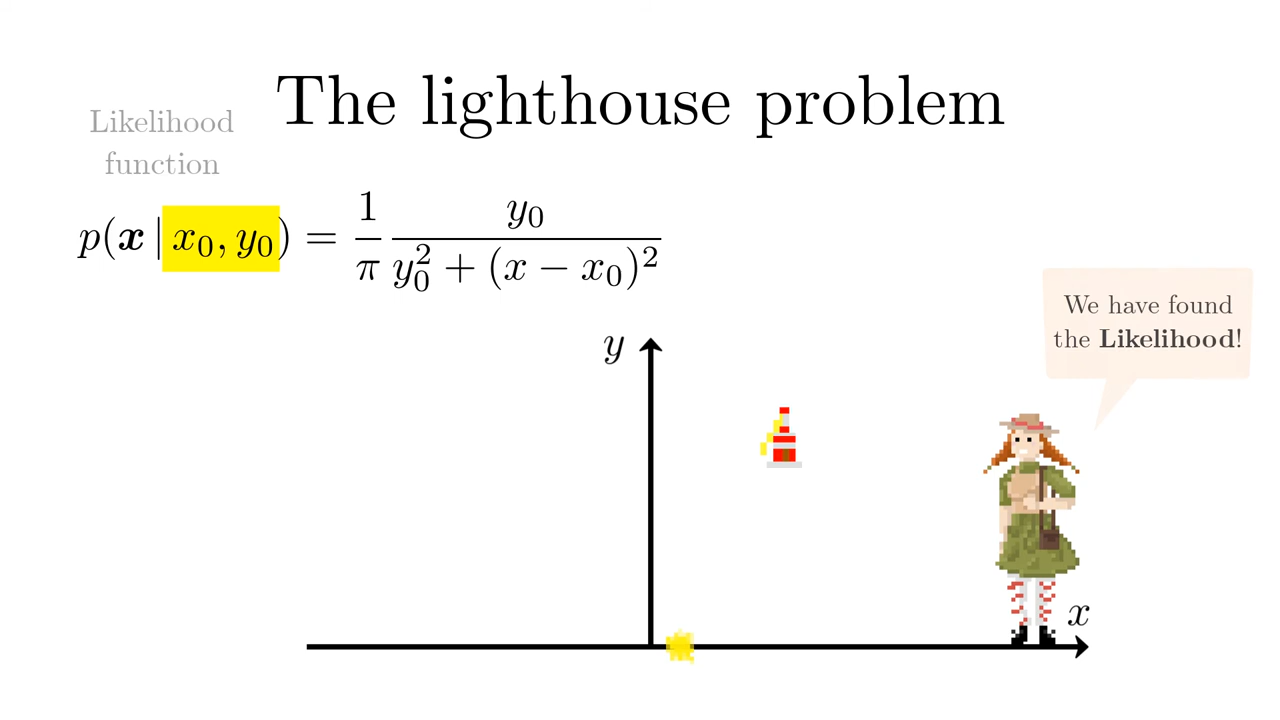 The lighthouse problem
Likelihood
function
p(x | x₀, y₀) = 1/π y₀/(y₀² + (x − x₀)²)
We have found
the Likelihood!
y
x